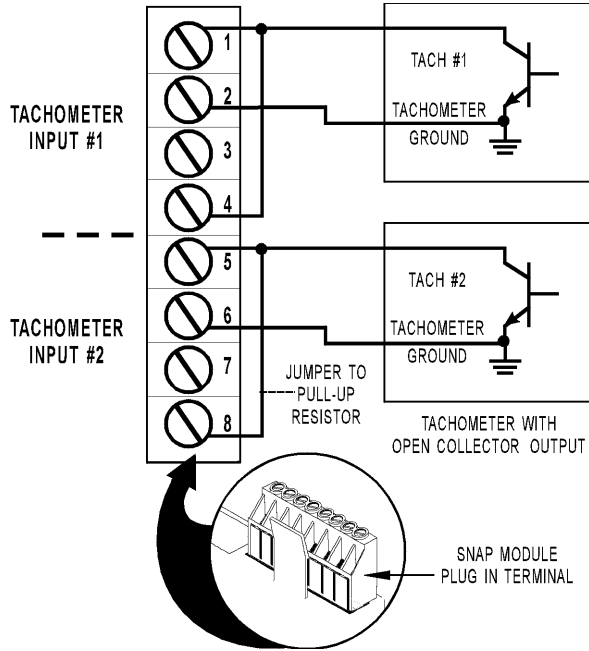 1
2
3
4
5
6
7
8
TACHOMETER
INPUT #1
TACHOMETER
INPUT #2
TACH #1
TACHOMETER
GROUND
TACH #2
TACHOMETER
GROUND
JUMPER TO
PULL-UP
RESISTOR
TACHOMETER WITH
OPEN COLLECTOR OUTPUT
SNAP MODULE
PLUG IN TERMINAL